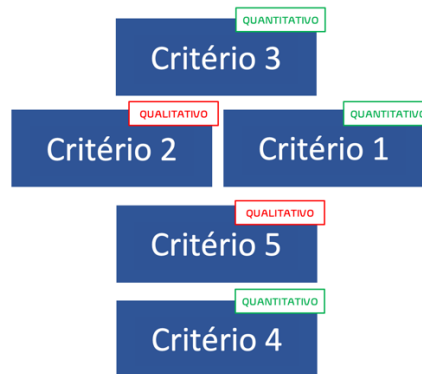 QUANTITATIVO
Critério 3
QUALITATIVO
Critério 2
QUANTITATIVO
Critério 1
QUALITATIVO
Critério 5
QUANTITATIVO
Critério 4